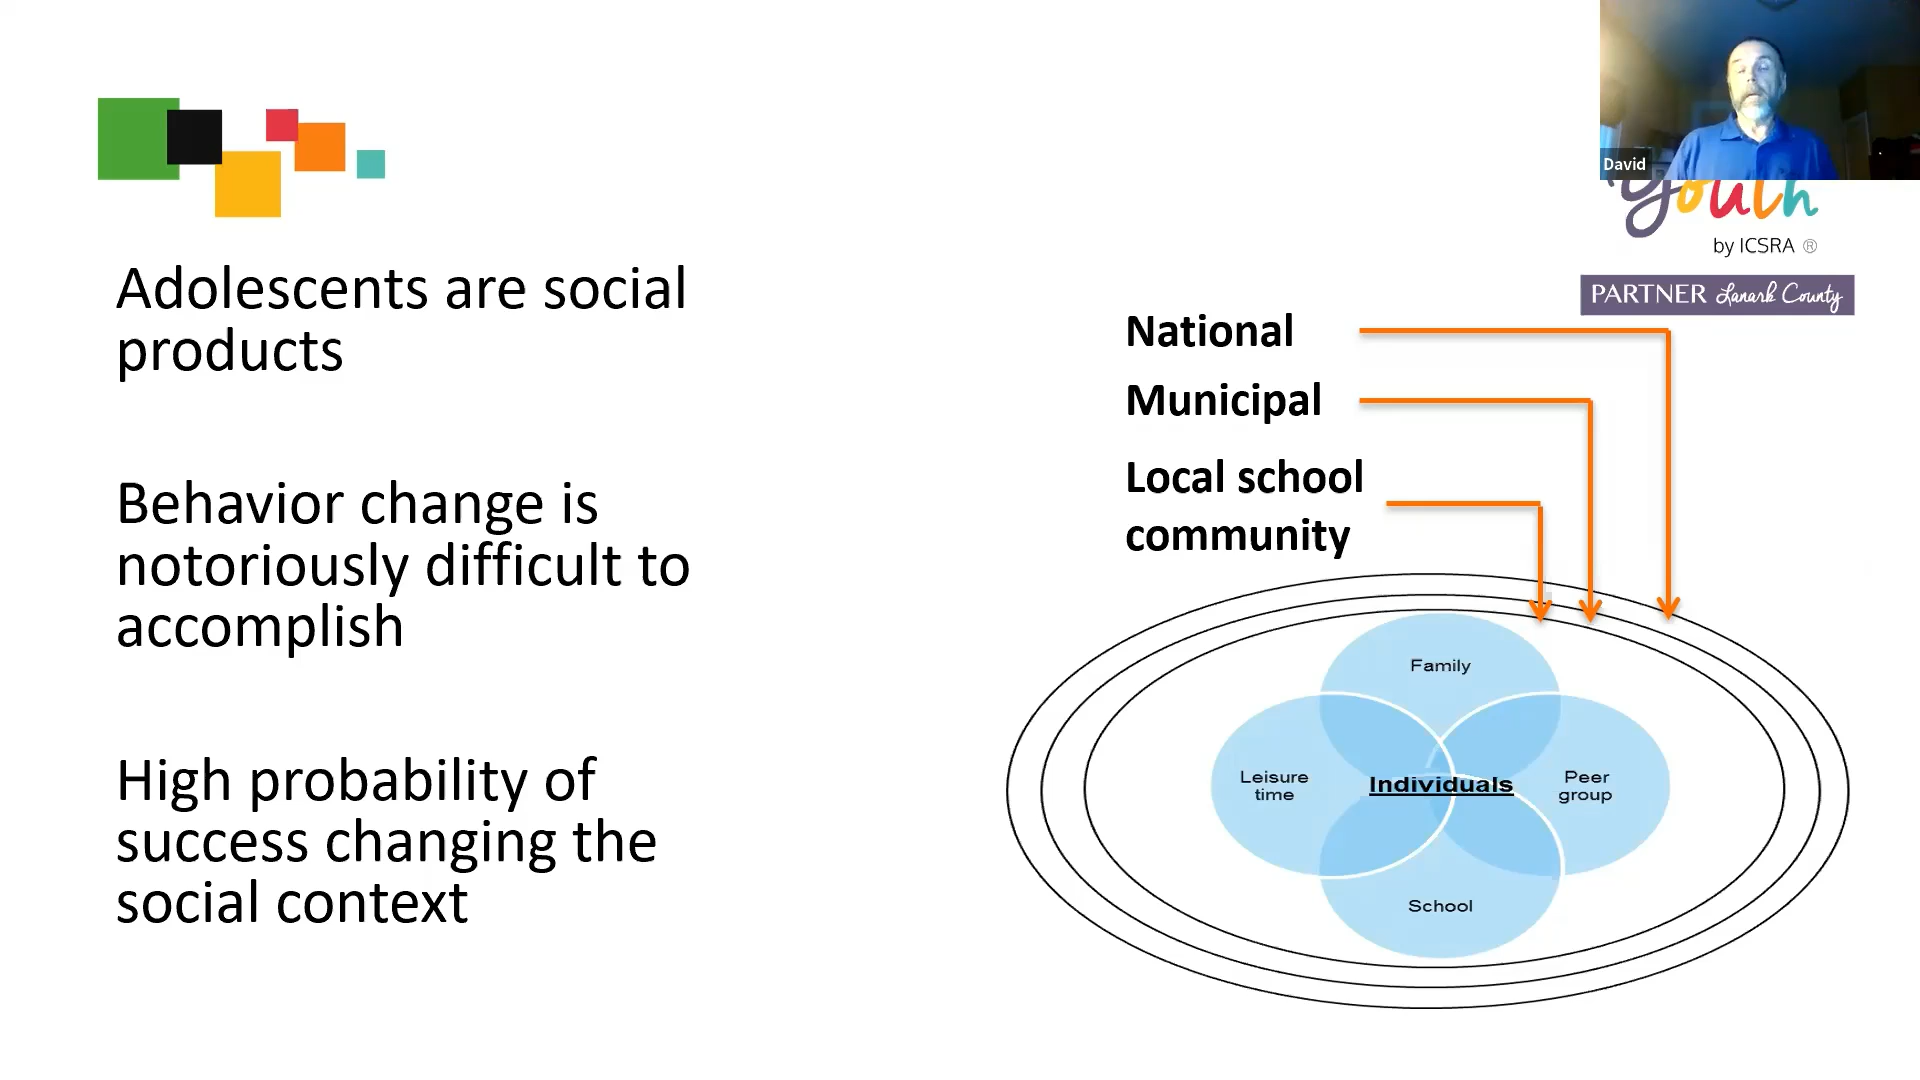 David
youth
by ICSRA ®
PARTNER Lanark County
Adolescents are social
products
Behavior change is
notoriously difficult to
accomplish
High probability of
success changing the
social context
National
Municipal
Local school
community
Family
Leisure
time
Individuals
Peer
group
School